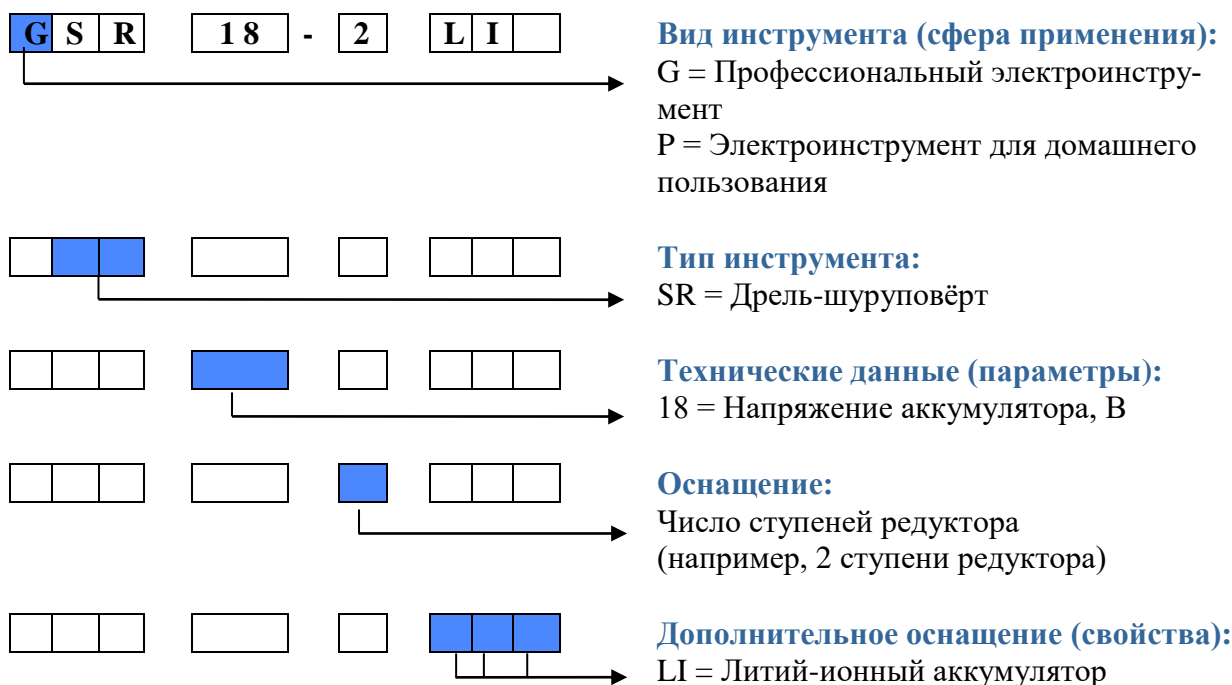 G S R 18 - 2 L I
Вид инструмента (сфера применения):
G = Профессиональный электроинстру-
мент
P = Электроинструмент для домашнего
пользования
Тип инструмента:
SR = Дрель-шуруповёрт
Технические данные (параметры):
18 = Напряжение аккумулятора, В
Оснащение:
Число ступеней редуктора
(например, 2 ступени редуктора)
Дополнительное оснащение (свойства):
LI = Литий-ионный аккумулятор